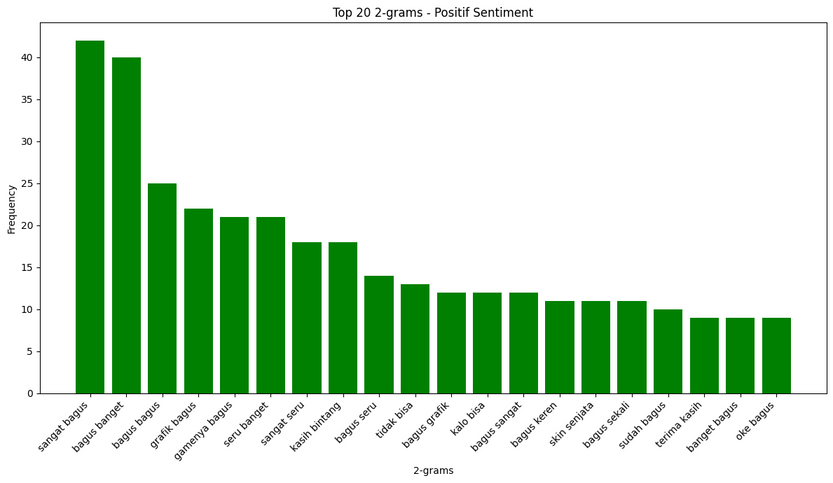 Top 20 2-grams - Positif Sentiment
Frequency
40
35
30
25
20
15
10
5
0
sangat bagus
bagus banget
bagus bagus
grafik bagus
gamenya bagus
seru banget
sangat seru
kasih bintang
bagus seru
tidak bisa
bagus grafik
kalo bisa
bagus sangat
bagus keren
skin senjata
bagus sekali
sudah bagus
terima kasih
banget bagus
oke bagus
2-grams